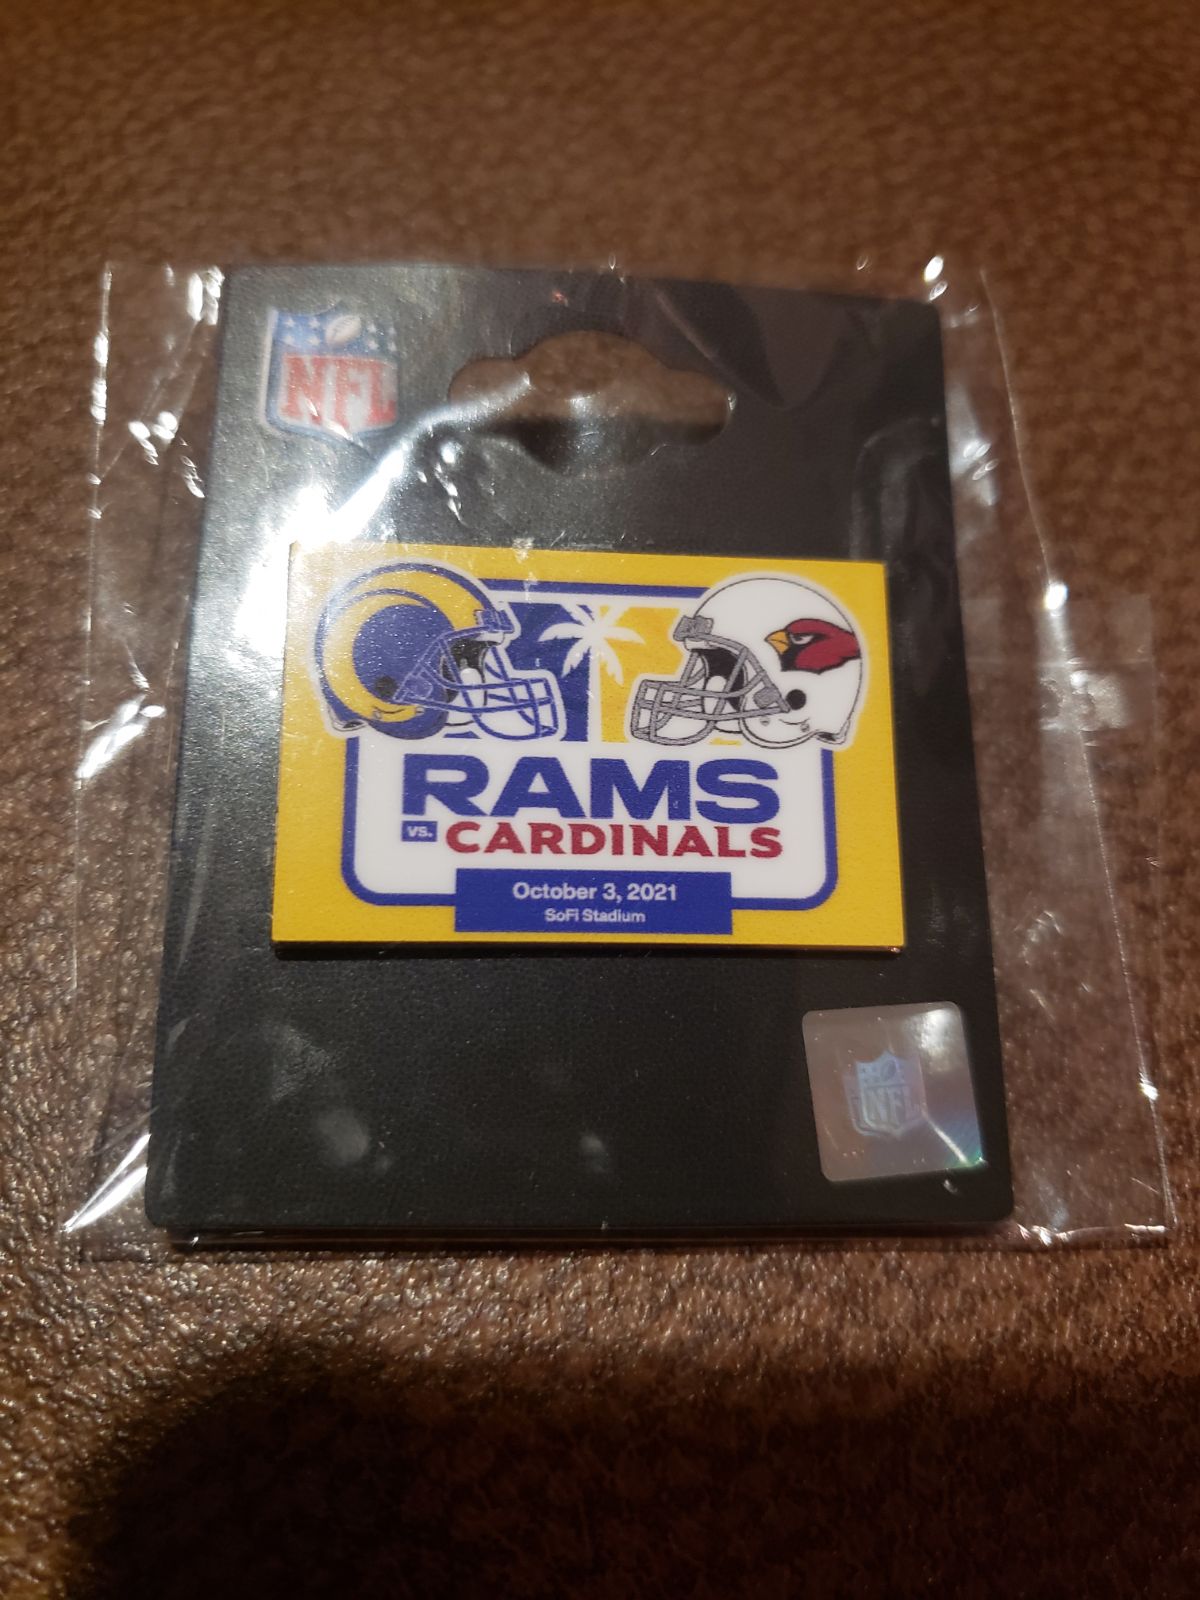 NFL
RAMS
VS. CARDINALS
October 3, 2021
SoFi Stadium
NFL